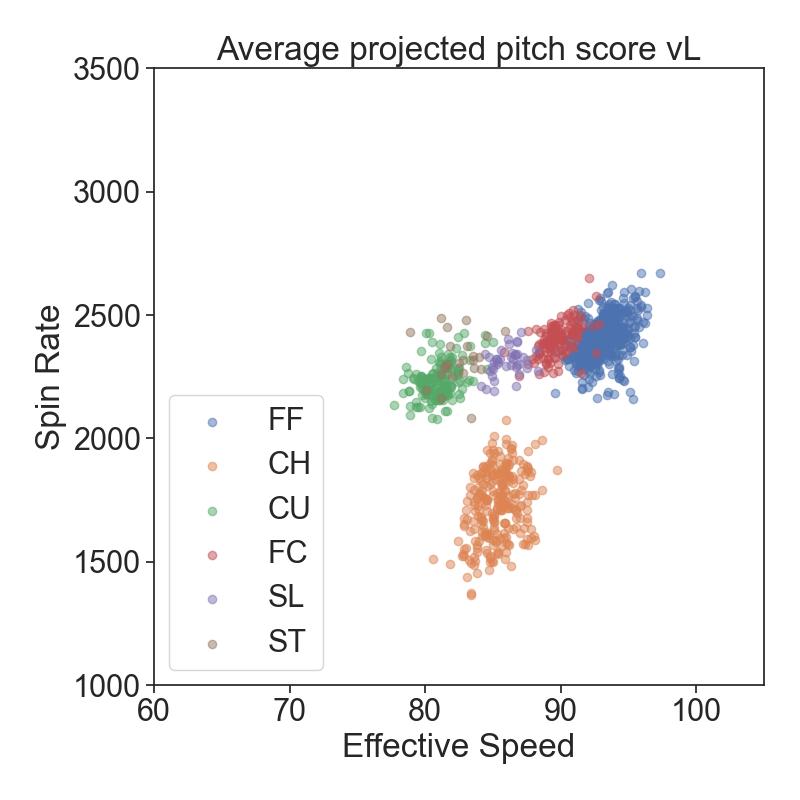 Average projected pitch score vL
3500
3000
2500
2000
1500
1000
Spin Rate
FF
CH
CU
FC
SL
ST
60 70 80 90 100
Effective Speed